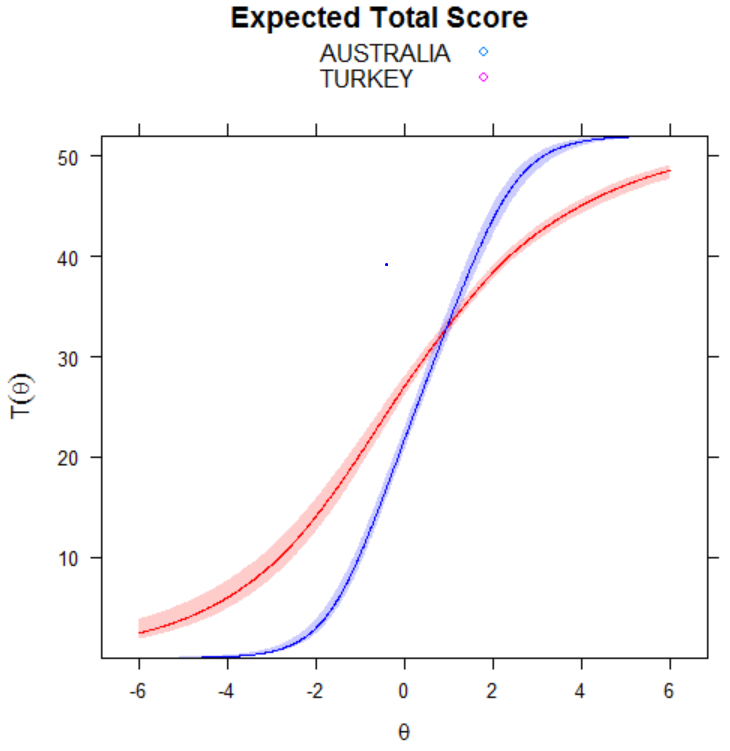 Expected Total Score
AUSTRALIA
TURKEY
50
40
30
20
10
T(θ)
-6 -4 -2 0 2 4 6
θ